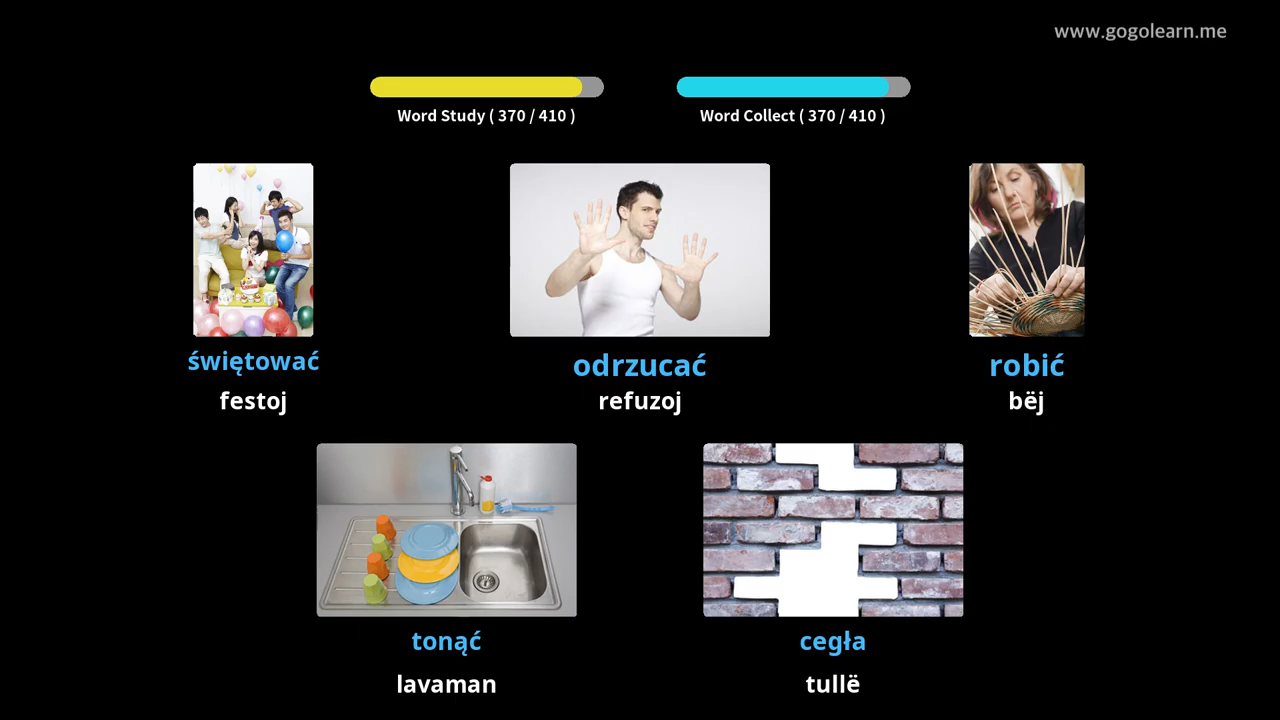 www.gogolearn.me
Word Study ( 370 / 410 )
Word Collect ( 370 / 410 )
świętować
festoj
odrzucać
refuzoj
robić
bëj
tonąć
lavaman
cegła
tullë